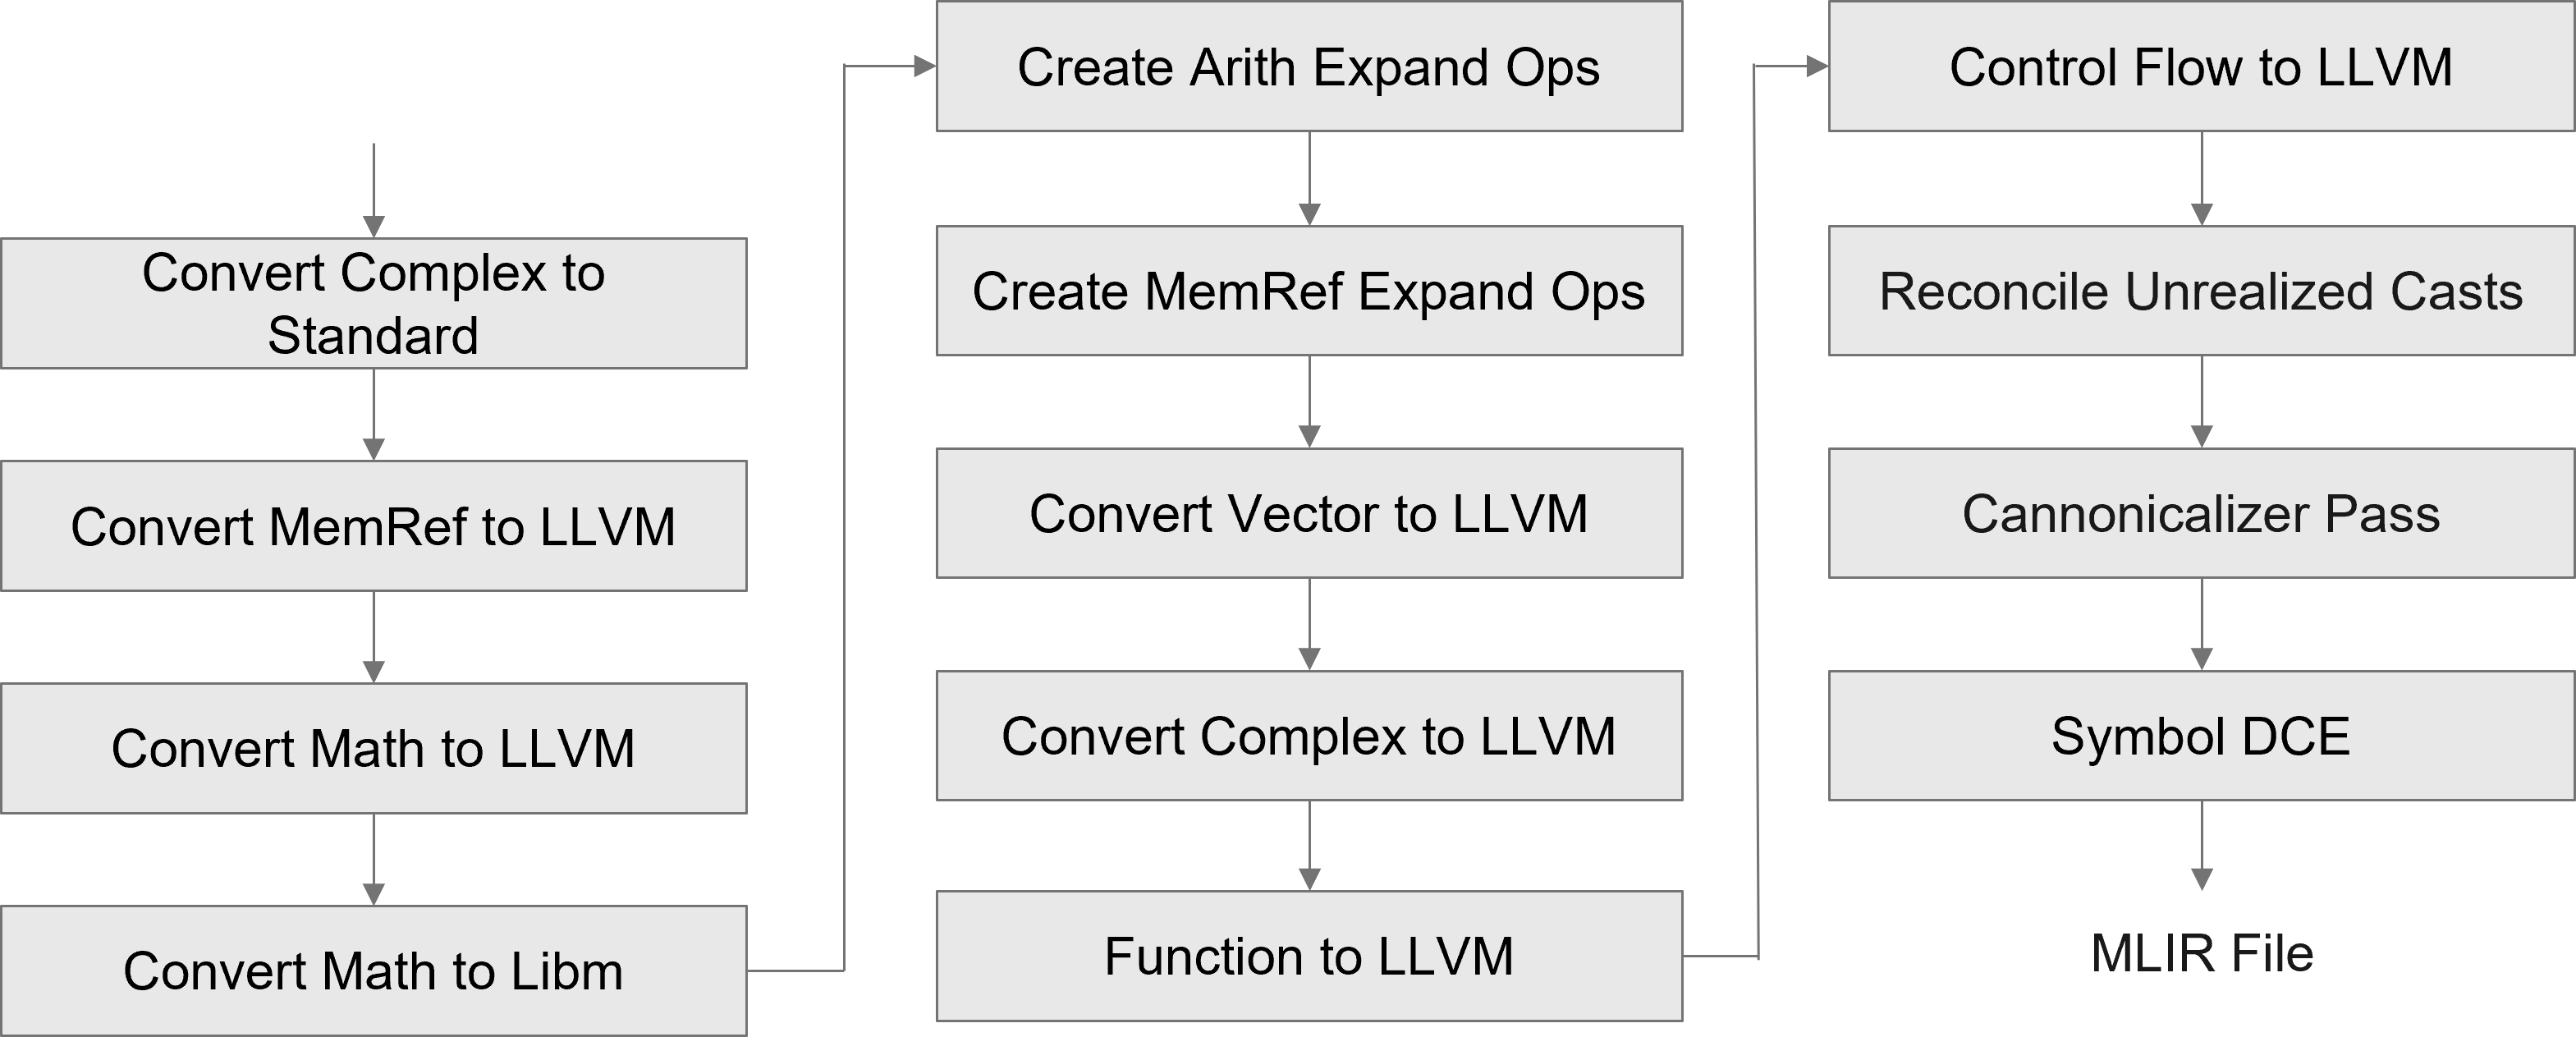 Convert Complex to
Standard
Convert MemRef to LLVM
Convert Math to LLVM
Convert Math to Libm
Create Arith Expand Ops
Create MemRef Expand Ops
Convert Vector to LLVM
Convert Complex to LLVM
Function to LLVM
Control Flow to LLVM
Reconcile Unrealized Casts
Cannonicalizer Pass
Symbol DCE
MLIR File